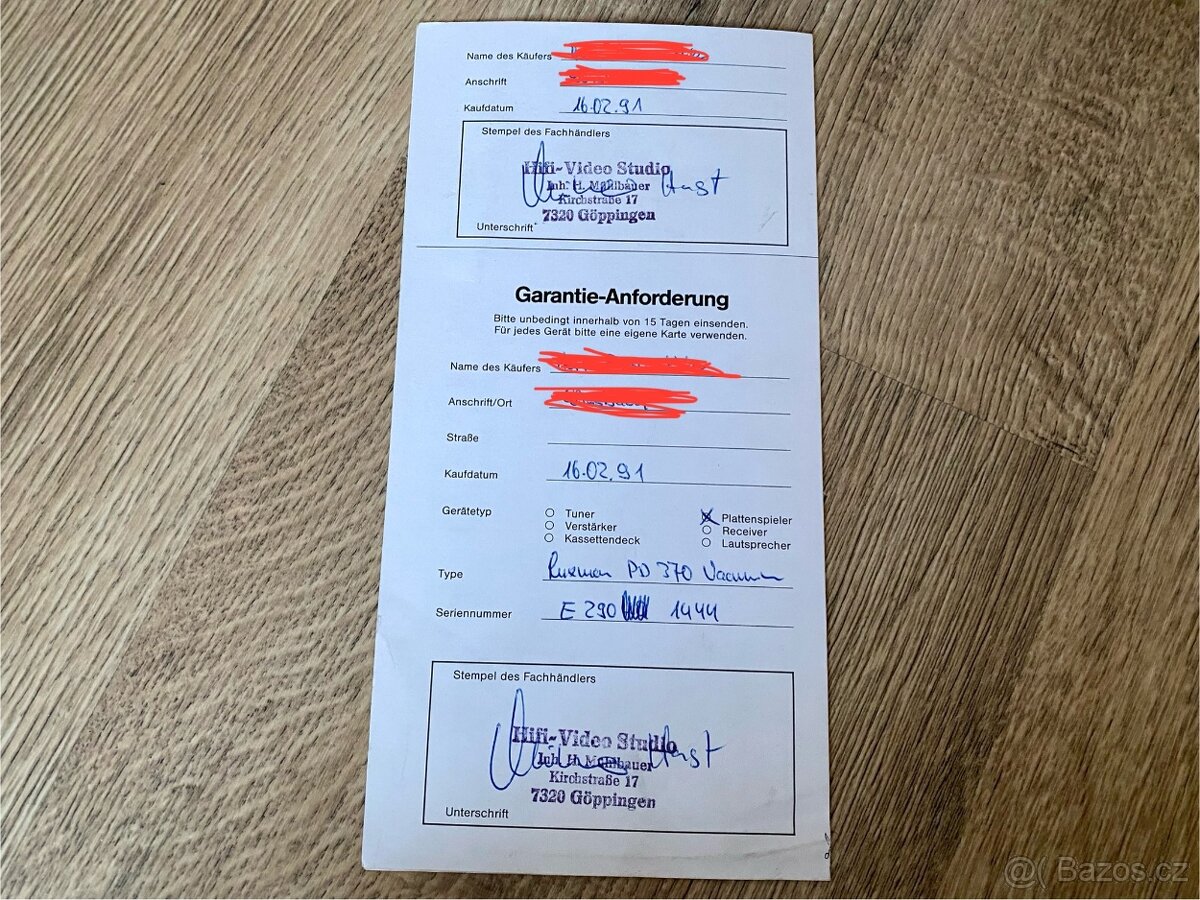 Name des Käufers
Anschrift
Kaufdatum 16.02.91
Stempel des Fachhändlers
Hifi-Video Studio
Inh. H. Mühlbauer
Kirchstraße 17
7320 Göppingen
Unterschrift
Garantie-Anforderung
Bitte unbedingt innerhalb von 15 Tagen einsenden.
Für jedes Gerät bitte eine eigene Karte verwenden.
Name des Käufers
Anschrift/Ort
Straße
Kaufdatum 16.02.91
Gerätetyp
Tuner
Verstärker
Kassettendeck
Plattenspieler
Receiver
Lautsprecher
Type Luxman PD 370 Vacuum
Seriennummer E 290 1444
Stempel des Fachhändlers
Hifi-Video Studio
Inh. H. Mühlbauer
Kirchstraße 17
7320 Göppingen
Unterschrift
@( Bazos.cz